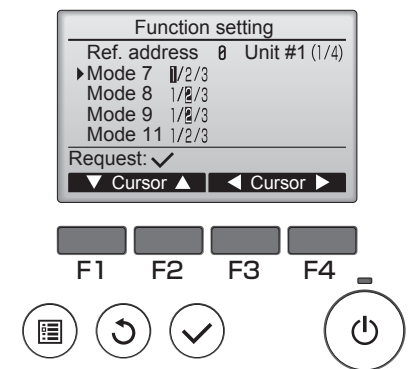 Function setting
Ref. address 0 Unit #1 (1/4)
Mode 7 1/2/3
Mode 8 1/2/3
Mode 9 1/2/3
Mode 11 1/2/3
Request: ✓
▼ Cursor ▲ ◀ Cursor ▶
F1 F2 F3 F4